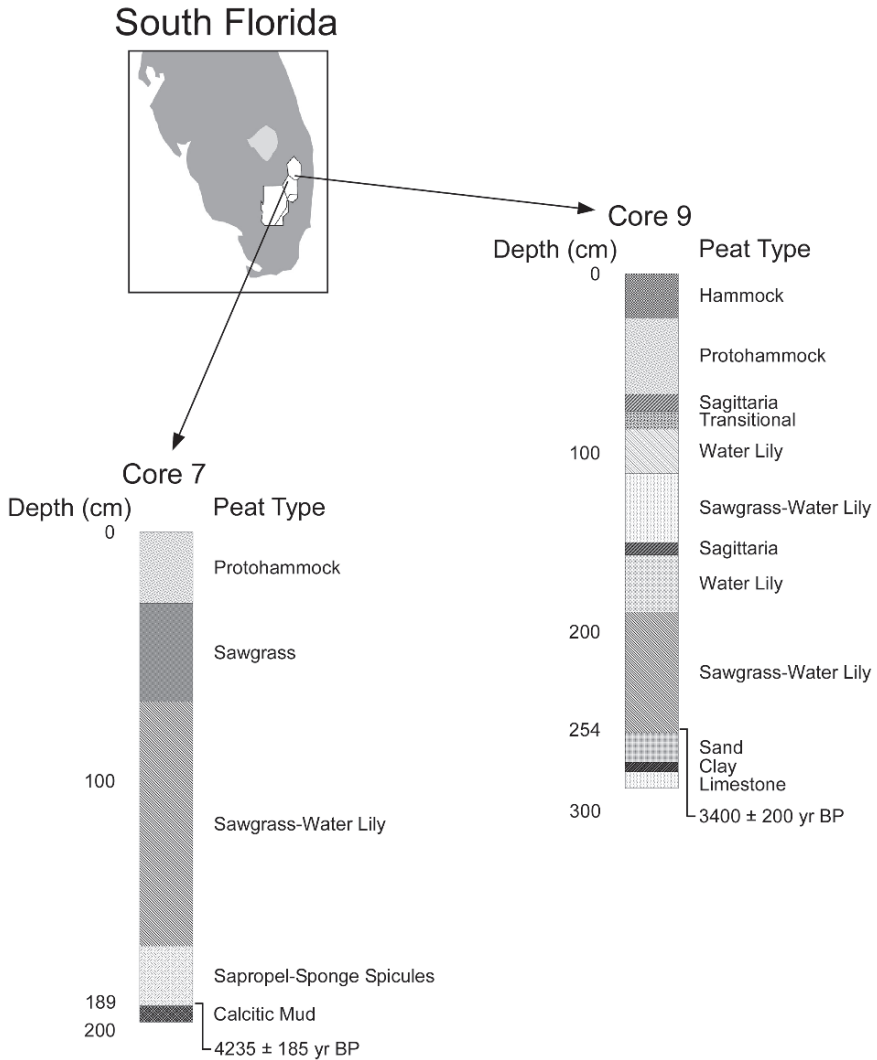 South Florida
Core 9
Depth (cm) Peat Type
0
Hammock
Protohammock
Sagittaria
Transitional
100 Water Lily
Sawgrass-Water Lily
Sagittaria
Water Lily
200
Sawgrass-Water Lily
254
Sand
Clay
Limestone
300
3400 ± 200 yr BP
Core 7
Depth (cm) Peat Type
0
Protohammock
Sawgrass
100
Sawgrass-Water Lily
Sapropel-Sponge Spicules
189
Calcitic Mud
200
4235 ± 185 yr BP